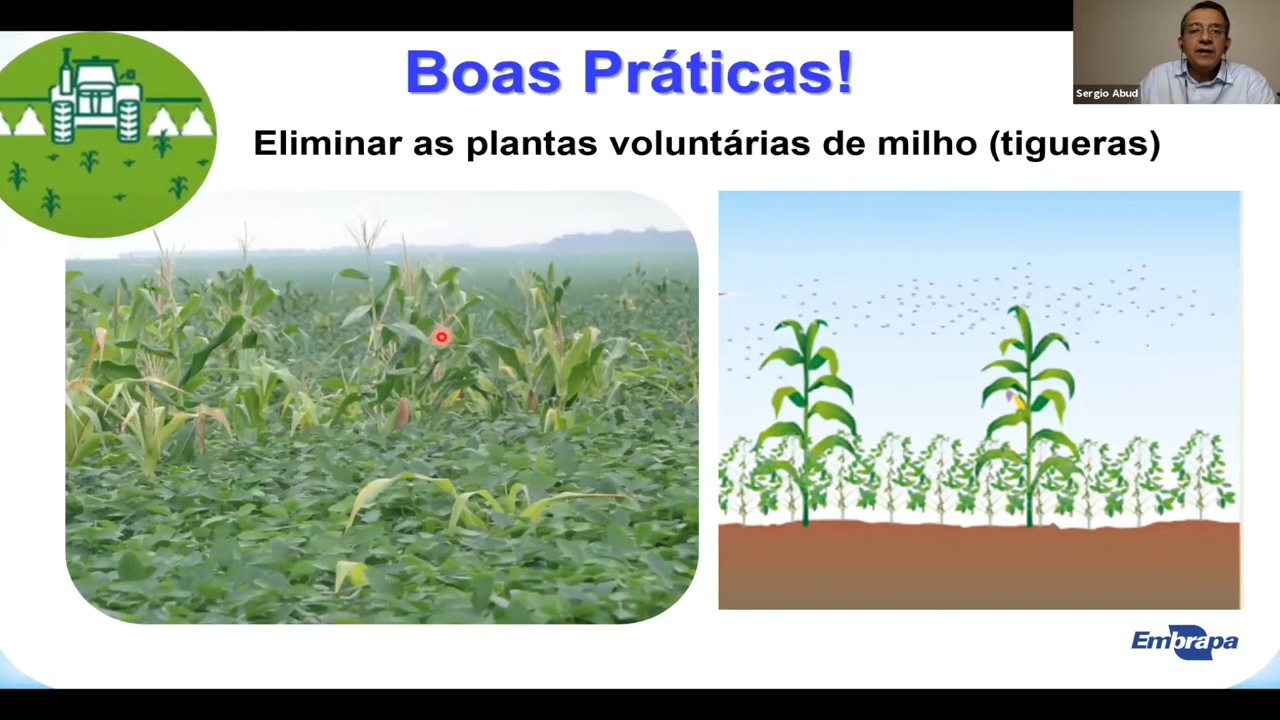 Boas Práticas!
Sergio Abud
Eliminar as plantas voluntárias de milho (tigueras)
Embrapa